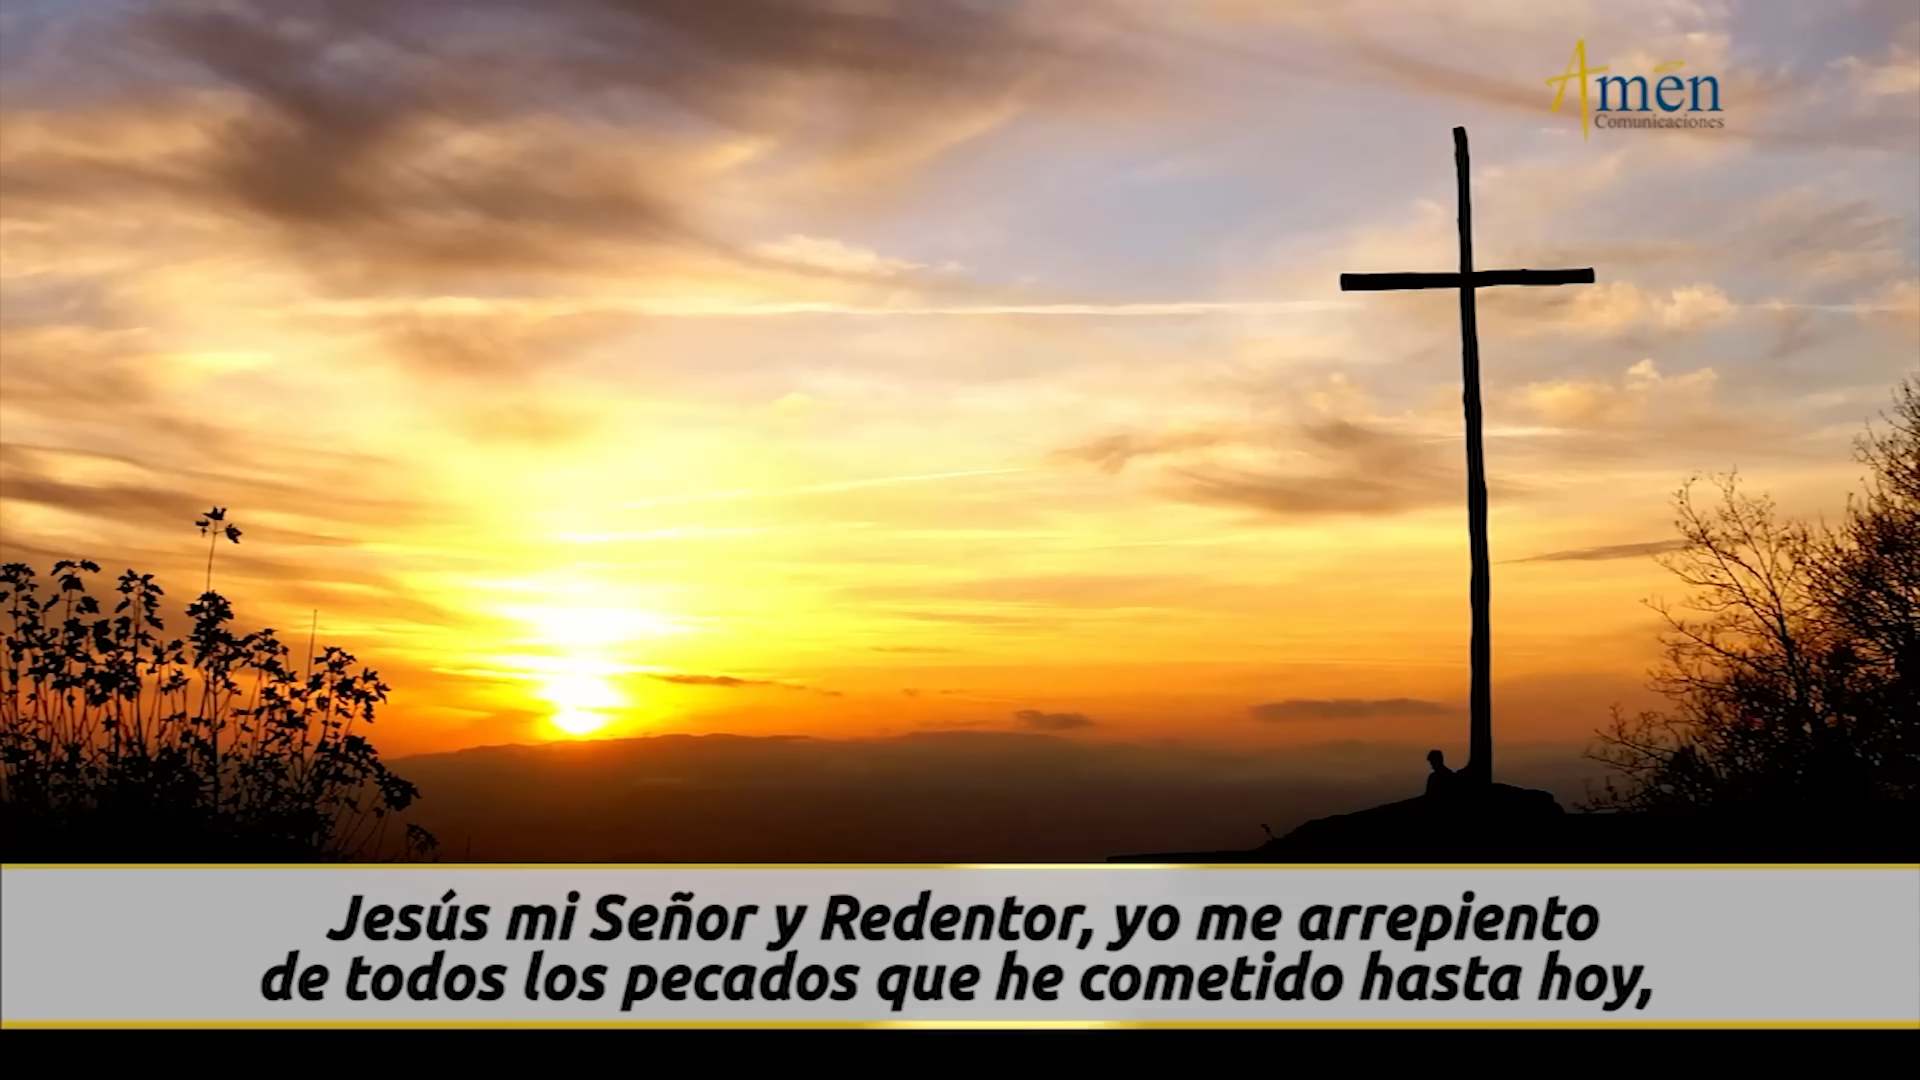 Amén
Comunicaciones
Jesús mi Señor y Redentor, yo me arrepiento
de todos los pecados que he cometido hasta hoy,